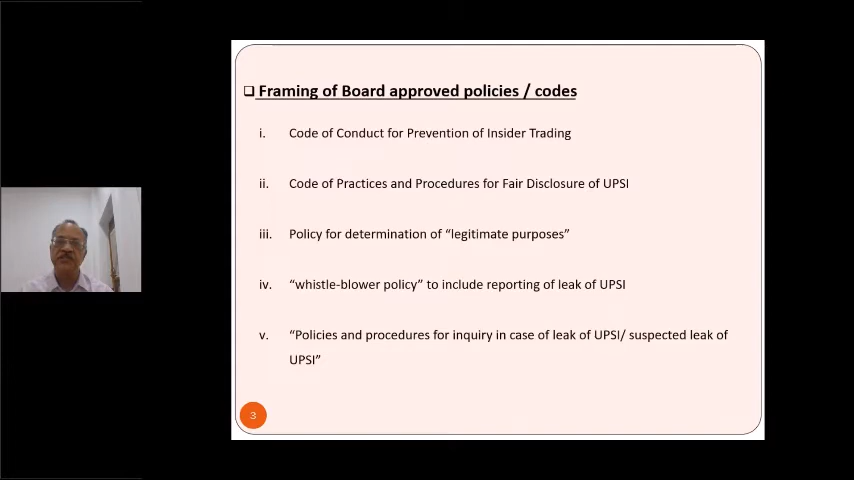 Framing of Board approved policies / codes
i. Code of Conduct for Prevention of Insider Trading
ii. Code of Practices and Procedures for Fair Disclosure of UPSI
iii. Policy for determination of “legitimate purposes”
iv. “whistle-blower policy” to include reporting of leak of UPSI
v. “Policies and procedures for inquiry in case of leak of UPSI/ suspected leak of
UPSI”
3